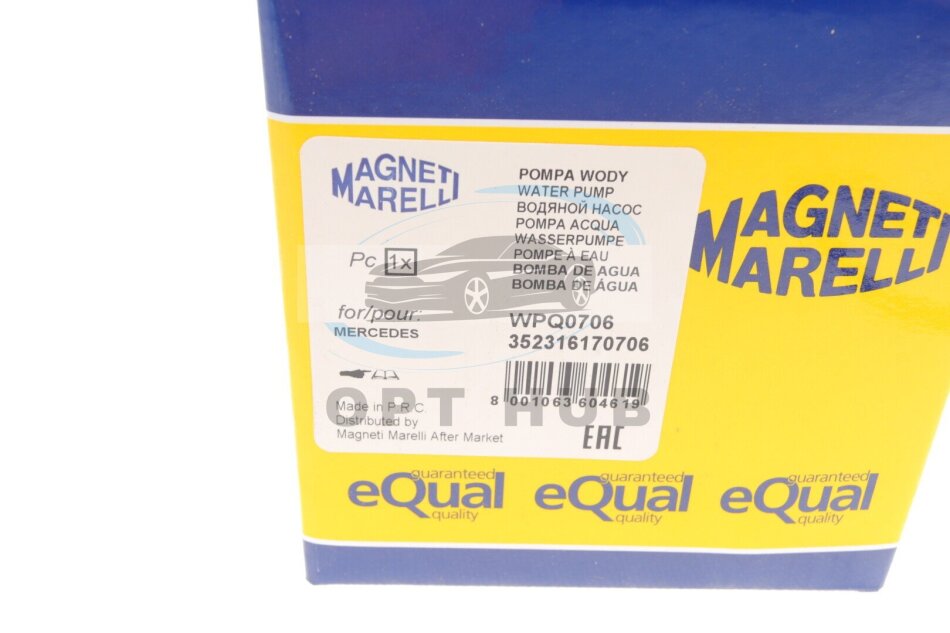 MAGNETI
MARELLI
POMPA WODY
WATER PUMP
ВОДЯНОЙ НАСОС
POMPA ACQUA
WASSERPUMPE
POMPE À EAU
BOMBA DE AGUA
BOMBA DE ÁGUA
Pc 1x
for/pour:
MERCEDES
WPQ0706
352316170706
8 001063 604619
Made in P.R.C.
Distributed by
Magneti Marelli After Market
EAC
OPT HUB
MAGNETI
MARELLI
guaranteed
eQual
quality
guaranteed
eQual
quality
guaranteed
eQual
quality